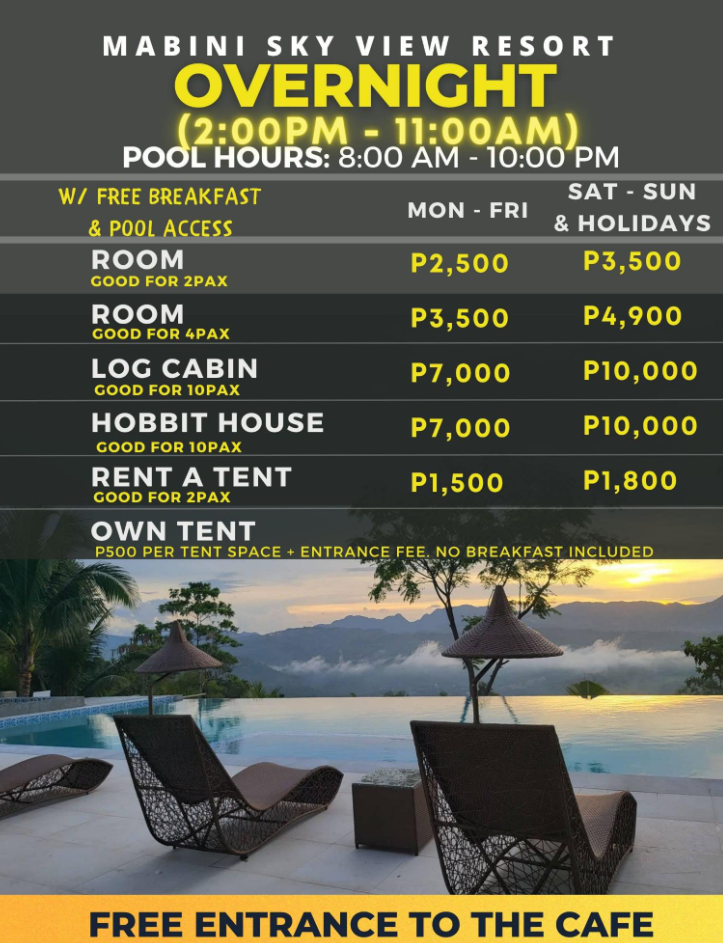 MABINI SKY VIEW RESORT
OVERNIGHT
(2:00PM - 11:00AM)
POOL HOURS: 8:00 AM - 10:00 PM
W/ FREE BREAKFAST & POOL ACCESS MON - FRI SAT - SUN & HOLIDAYS
ROOM P2,500 P3,500
GOOD FOR 2PAX
ROOM P3,500 P4,900
GOOD FOR 4PAX
LOG CABIN P7,000 P10,000
GOOD FOR 10PAX
HOBBIT HOUSE P7,000 P10,000
GOOD FOR 10PAX
RENT A TENT P1,500 P1,800
GOOD FOR 2PAX
OWN TENT
P500 PER TENT SPACE + ENTRANCE FEE. NO BREAKFAST INCLUDED
FREE ENTRANCE TO THE CAFE